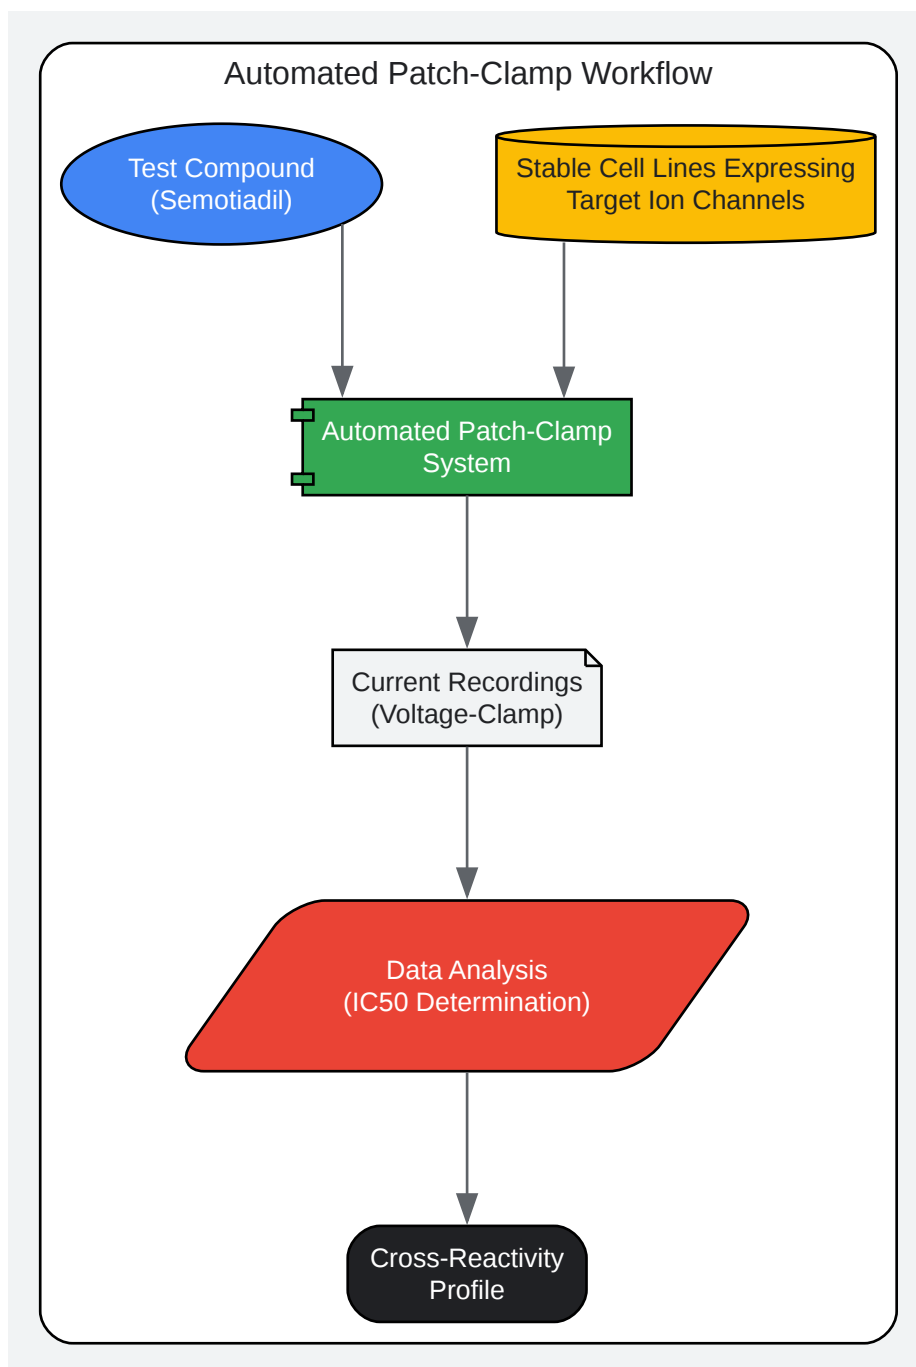 Automated Patch-Clamp Workflow
Test Compound
(Semotiadil)
Stable Cell Lines Expressing
Target Ion Channels
Automated Patch-Clamp
System
Current Recordings
(Voltage-Clamp)
Data Analysis
(IC50 Determination)
Cross-Reactivity
Profile